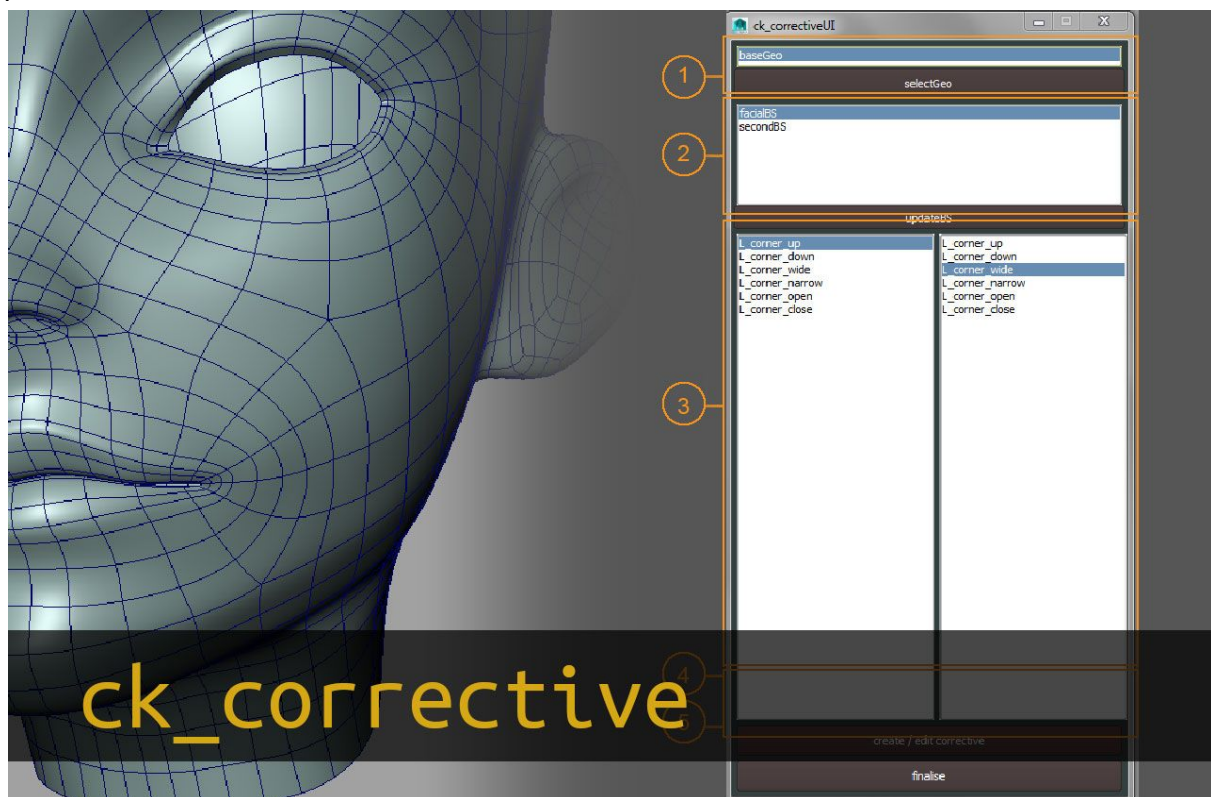 ck_correctiveUI
1
baseGeo
selectGeo
2
facialBS
secondBS
updateBS
3
L_corner_up
L_corner_down
L_corner_wide
L_corner_narrow
L_corner_open
L_corner_close
L_corner_up
L_corner_down
L_corner_wide
L_corner_narrow
L_corner_open
L_corner_close
4
5
ck_corrective
create / edit corrective
finalise